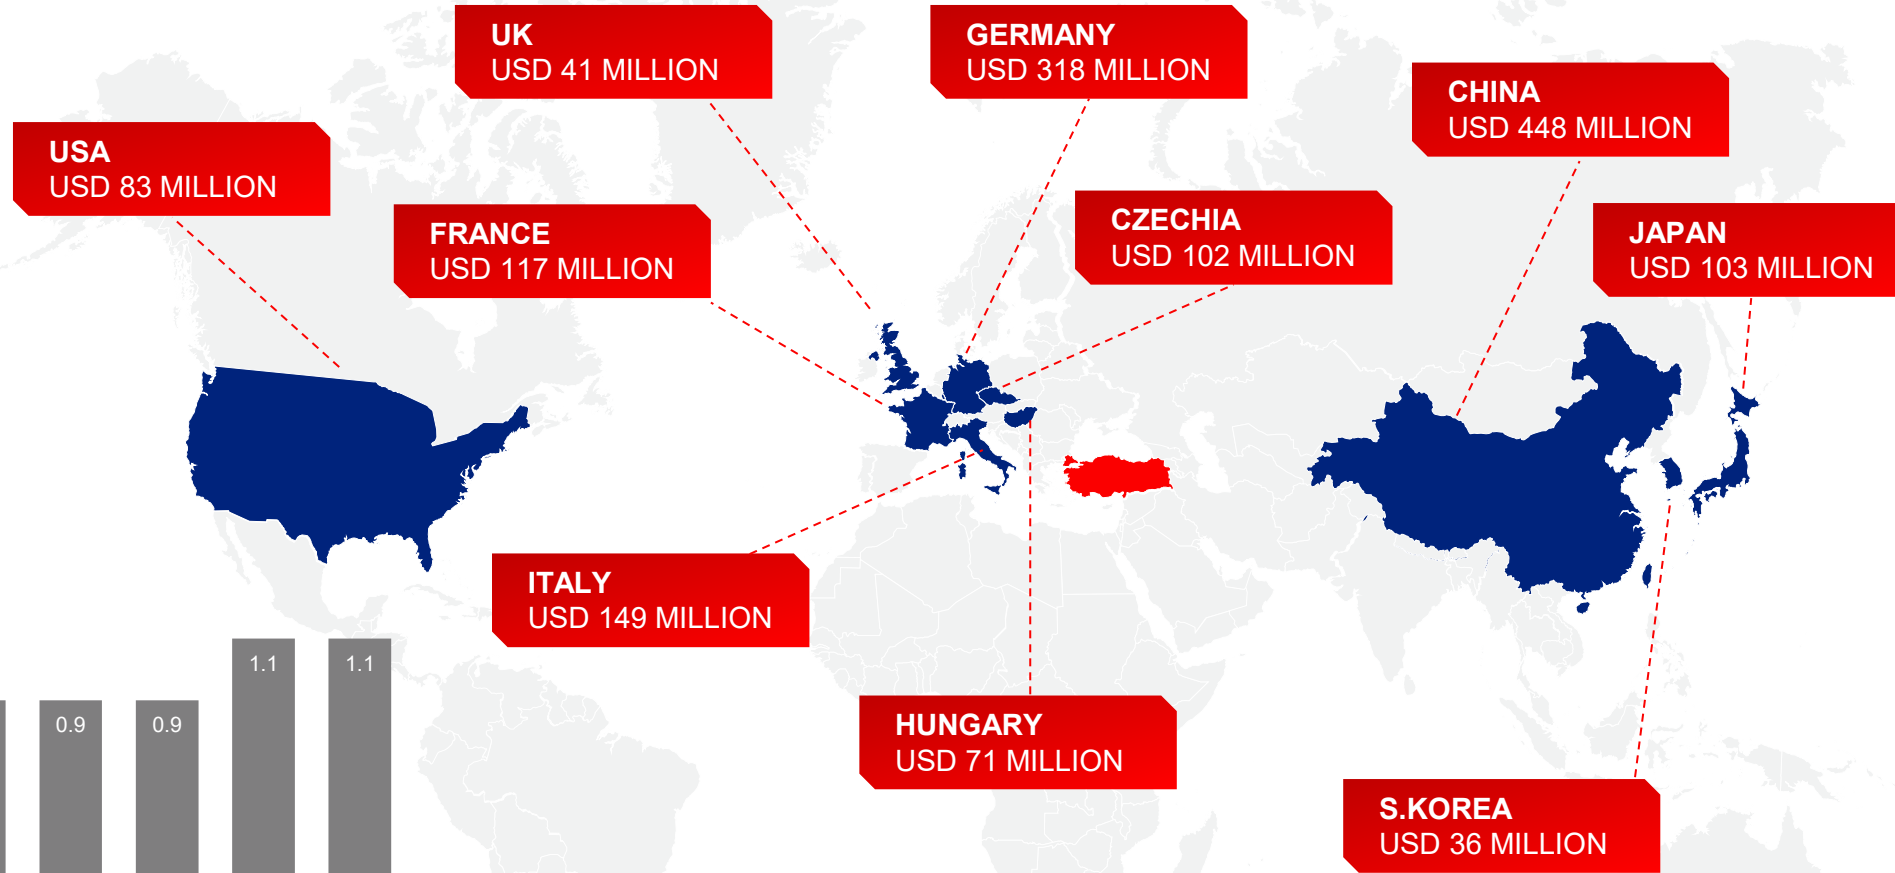 UK
USD 41 MILLION
GERMANY
USD 318 MILLION
CHINA
USD 448 MILLION
USA
USD 83 MILLION
FRANCE
USD 117 MILLION
CZECHIA
USD 102 MILLION
JAPAN
USD 103 MILLION
ITALY
USD 149 MILLION
1.1
1.1
0.9
0.9
HUNGARY
USD 71 MILLION
S.KOREA
USD 36 MILLION